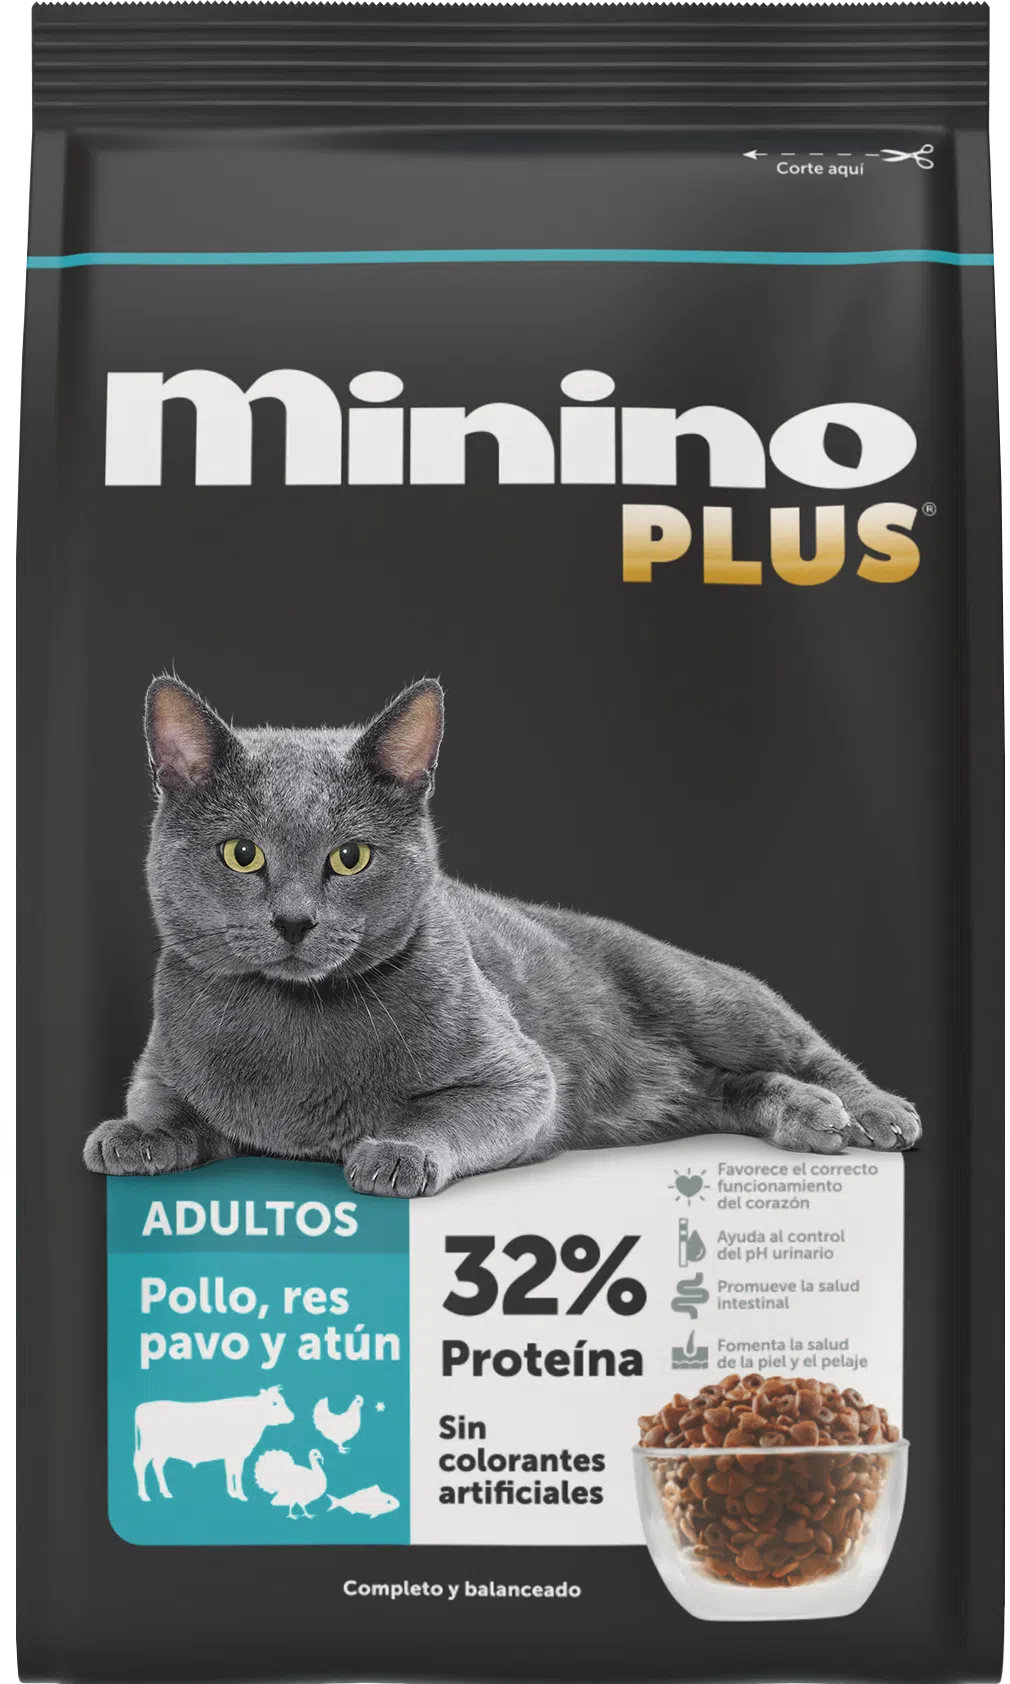 Corte aquí
minino
PLUS®
ADULTOS
Pollo, res
pavo y atún
*
32%
Proteína
Sin
colorantes
artificiales
Favorece el correcto
funcionamiento
del corazón
Ayuda al control
del pH urinario
Promueve la salud
intestinal
Fomenta la salud
de la piel y el pelaje
Completo y balanceado